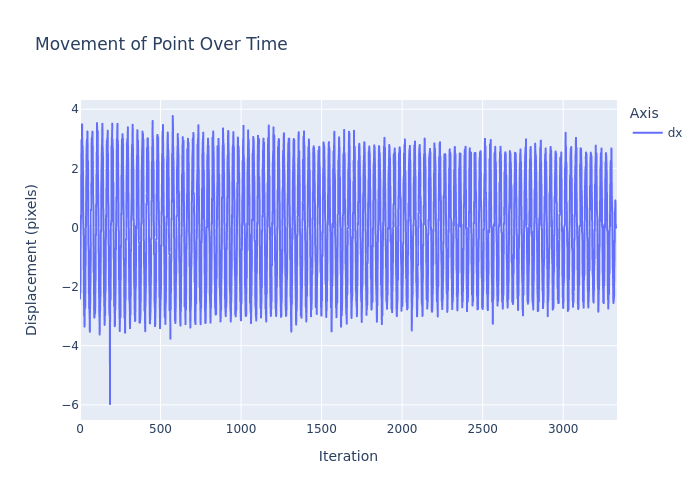 Movement of Point Over Time
Axis
dx
Displacement (pixels)
4
2
0
−2
−4
−6
0
500
1000
1500
2000
2500
3000
Iteration